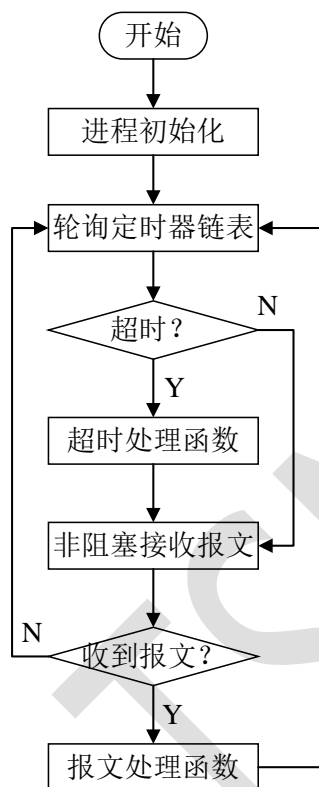 开始
进程初始化
轮询定时器链表
超时？
N
Y
超时处理函数
非阻塞接收报文
N
收到报文？
Y
报文处理函数